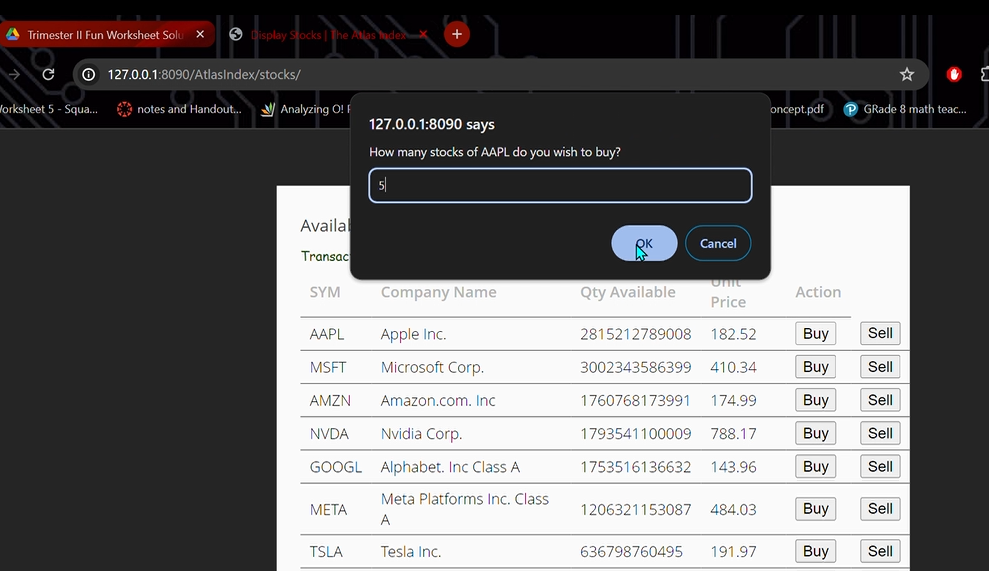 Trimester II Fun Worksheet Solu
Display Stocks | The Atlas Index
127.0.0.1:8090/AtlasIndex/stocks/
orksheet 5 - Squa...
notes and Handout...
Analyzing O! F
oncept.pdf
GRade 8 math teac...
127.0.0.1:8090 says
How many stocks of AAPL do you wish to buy?
5
OK
Cancel
Availab
Transac
SYM Company Name Qty Available Unit Price Action
AAPL Apple Inc. 2815212789008 182.52 Buy Sell
MSFT Microsoft Corp. 3002343586399 410.34 Buy Sell
AMZN Amazon.com. Inc 1760768173991 174.99 Buy Sell
NVDA Nvidia Corp. 1793541100009 788.17 Buy Sell
GOOGL Alphabet. Inc Class A 1753516136632 143.96 Buy Sell
META Meta Platforms Inc. Class A 1206321153087 484.03 Buy Sell
TSLA Tesla Inc. 636798760495 191.97 Buy Sell